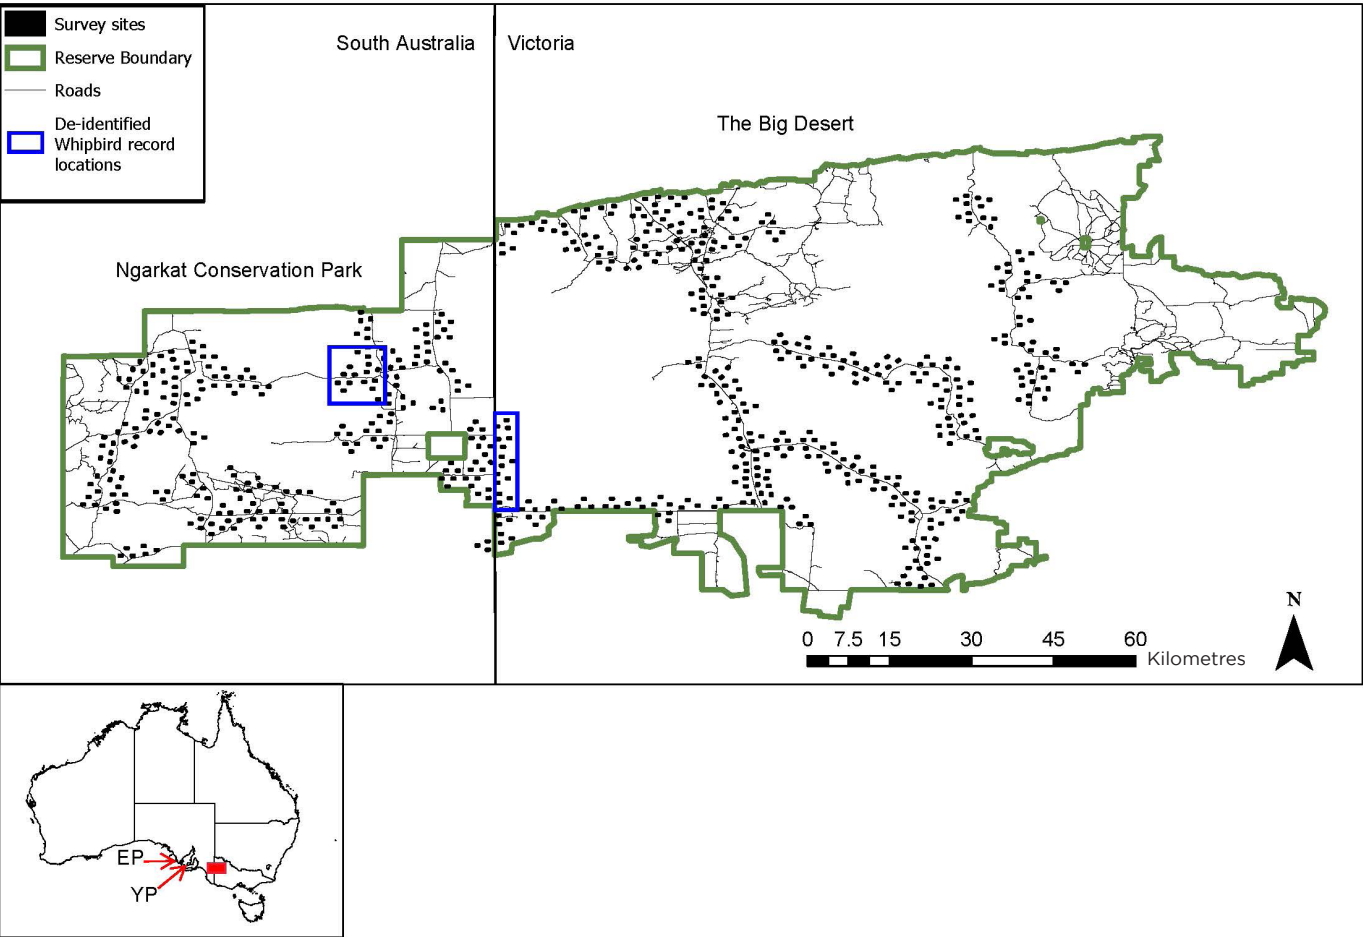 Survey sites
Reserve Boundary
Roads
De-identified
Whipbird record
locations
South Australia
Victoria
The Big Desert
Ngarkat Conservation Park
N
0 7.5 15 30 45 60
Kilometres
EP
YP